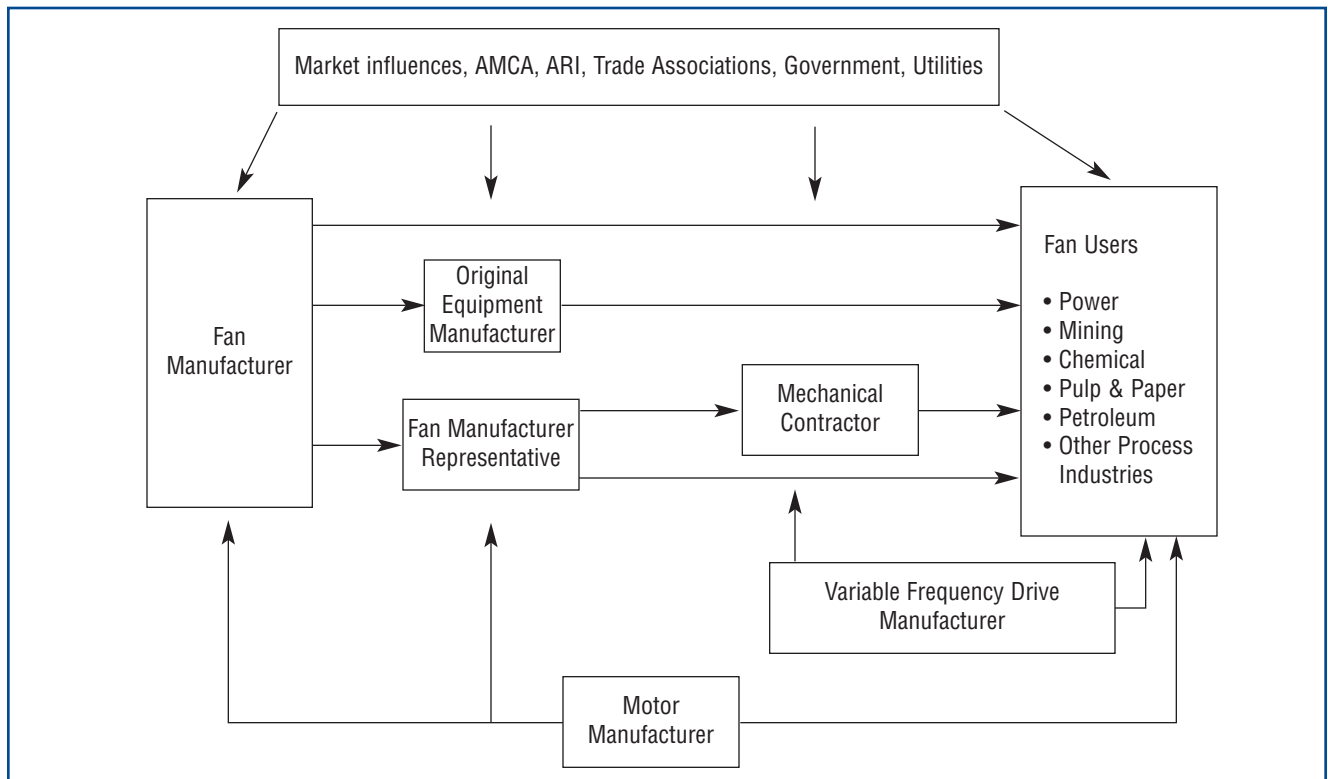 Market influences, AMCA, ARI, Trade Associations, Government, Utilities
Fan
Manufacturer
Original
Equipment
Manufacturer
Fan Manufacturer
Representative
Mechanical
Contractor
Fan Users
• Power
• Mining
• Chemical
• Pulp & Paper
• Petroleum
• Other Process
Industries
Variable Frequency Drive
Manufacturer
Motor
Manufacturer